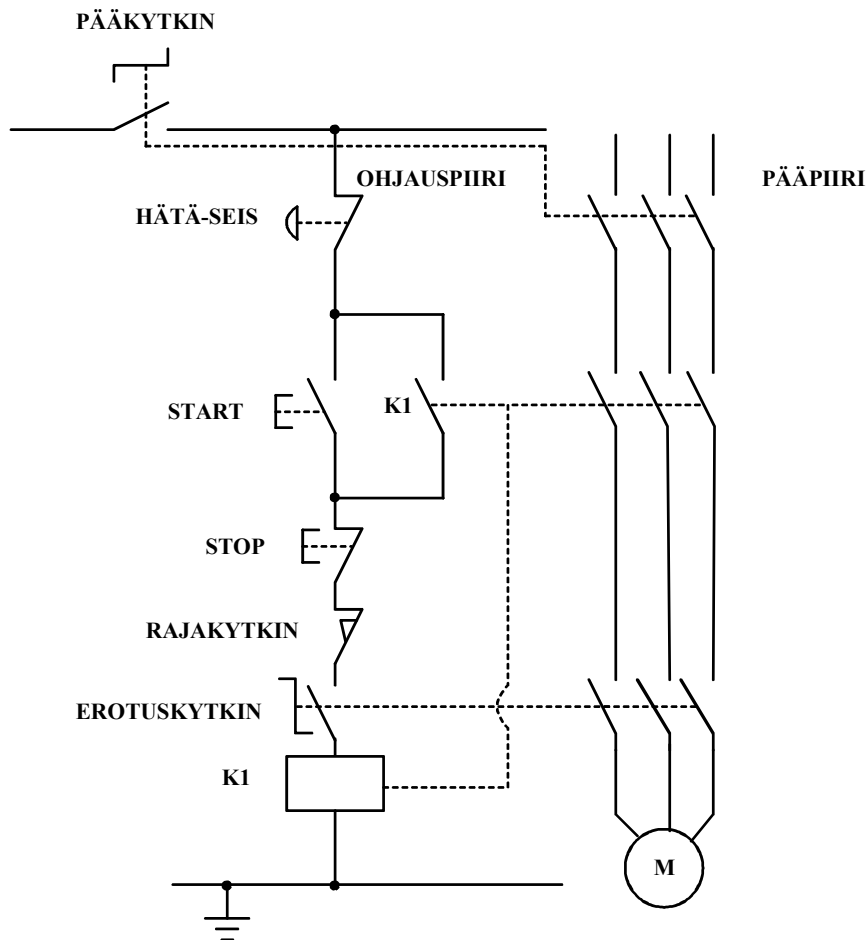 PÄÄKYTKIN
OHJAUSPIIRI
PÄÄPIIRI
HÄTÄ-SEIS
START
K1
STOP
RAJAKYTKIN
EROTUSKYTKIN
K1
M